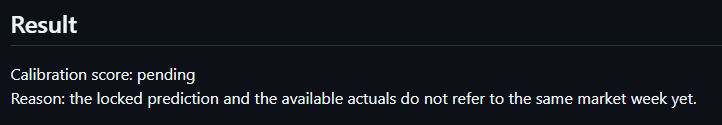 Result
Calibration score: pending
Reason: the locked prediction and the available actuals do not refer to the same market week yet.